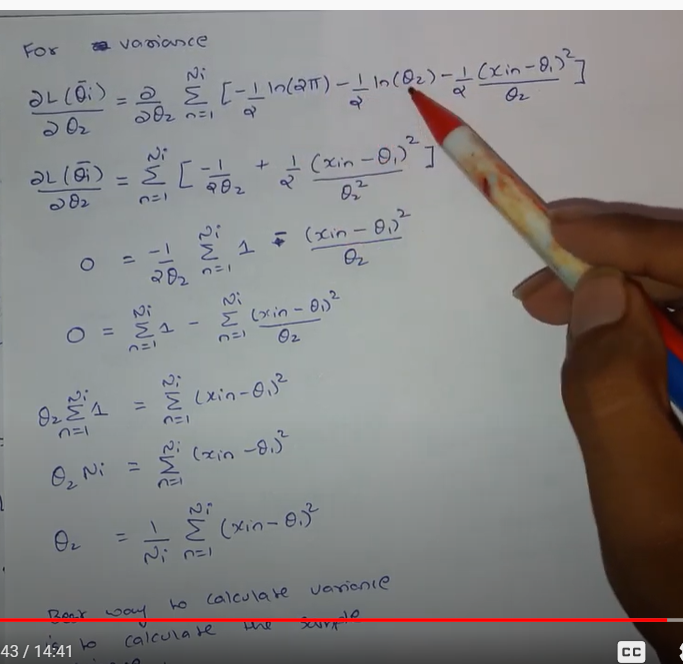 For variance
∂L(θ̄i)/∂θ₂ = ∂/∂θ₂ Σ_{n=1}^{Ni} [-1/2 ln(2π) - 1/2 ln(θ₂) - 1/2 (xin-θ₁)²/θ₂]
∂L(θ̄i)/∂θ₂ = Σ_{n=1}^{Ni} [-1/2θ₂ + 1/2 (xin-θ₁)²/θ₂²]
0 = -1/2θ₂ Σ_{n=1}^{Ni} 1 - (xin-θ₁)²/θ₂
0 = Σ_{n=1}^{Ni} 1 - Σ_{n=1}^{Ni} (xin-θ₁)²/θ₂
θ₂ Σ_{n=1}^{Ni} 1 = Σ_{n=1}^{Ni} (xin-θ₁)²
θ₂ Ni = Σ_{n=1}^{Ni} (xin-θ₁)²
θ₂ = 1/Ni Σ_{n=1}^{Ni} (xin-θ₁)²
Best way to calculate variance
is to calculate the sample
43 / 14:41
CC